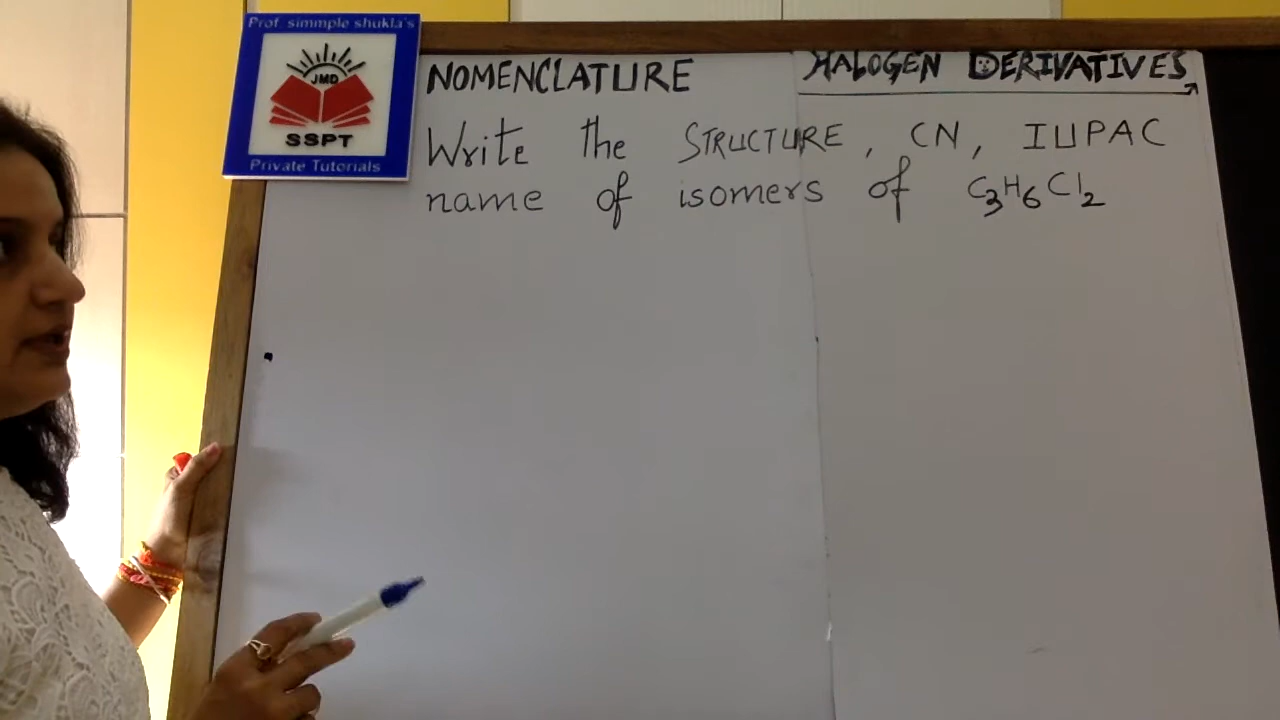 Prof. simmple shukla's
JMD
SSPT
Private Tutorials
NOMENCLATURE
HALOGEN DERIVATIVES
Write the STRUCTURE, CN, IUPAC
name of isomers of C3H6Cl2